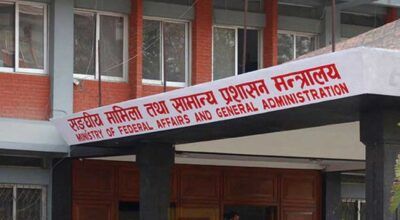 सङ्घीय मामिला तथा सामान्य प्रशासन मन्त्रालय
MINISTRY OF FEDERAL AFFAIRS AND GENERAL ADMINISTRATION